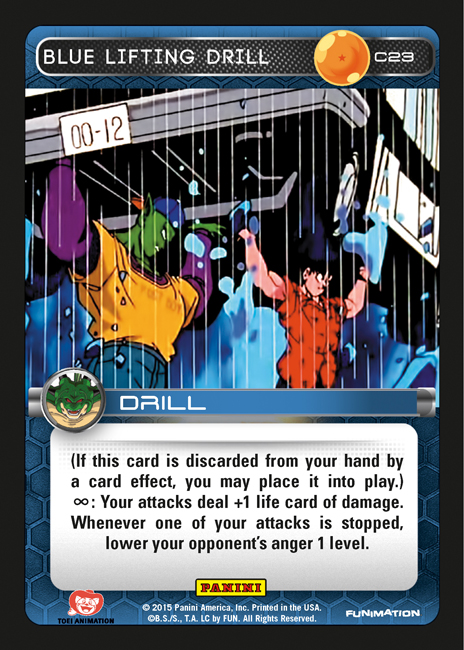 BLUE LIFTING DRILL C23
00-12
DRILL
(If this card is discarded from your hand by
a card effect, you may place it into play.)
∞: Your attacks deal +1 life card of damage.
Whenever one of your attacks is stopped,
lower your opponent's anger 1 level.
PANINI
TOEI ANIMATION
© 2015 Panini America, Inc. Printed in the USA.
©B.S./S., T.A. LC by FUN. All Rights Reserved.
FUNIMATION